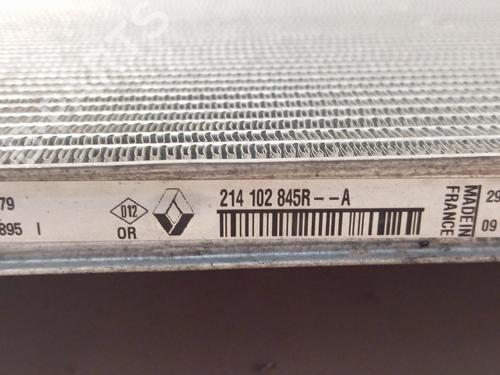 79
895 I
D12
OR
214 102 845R--A
MADE IN
FRANCE
29
09